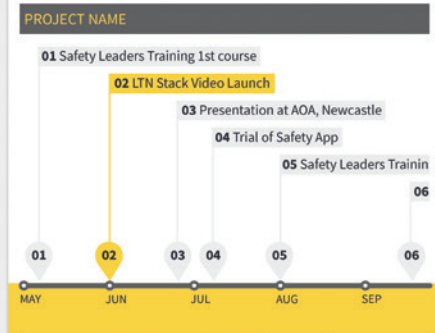 PROJECT NAME
01 Safety Leaders Training 1st course
02 LTN Stack Video Launch
03 Presentation at AOA, Newcastle
04 Trial of Safety App
05 Safety Leaders Trainin
06
01 02 03 04 05 06
MAY JUN JUL AUG SEP